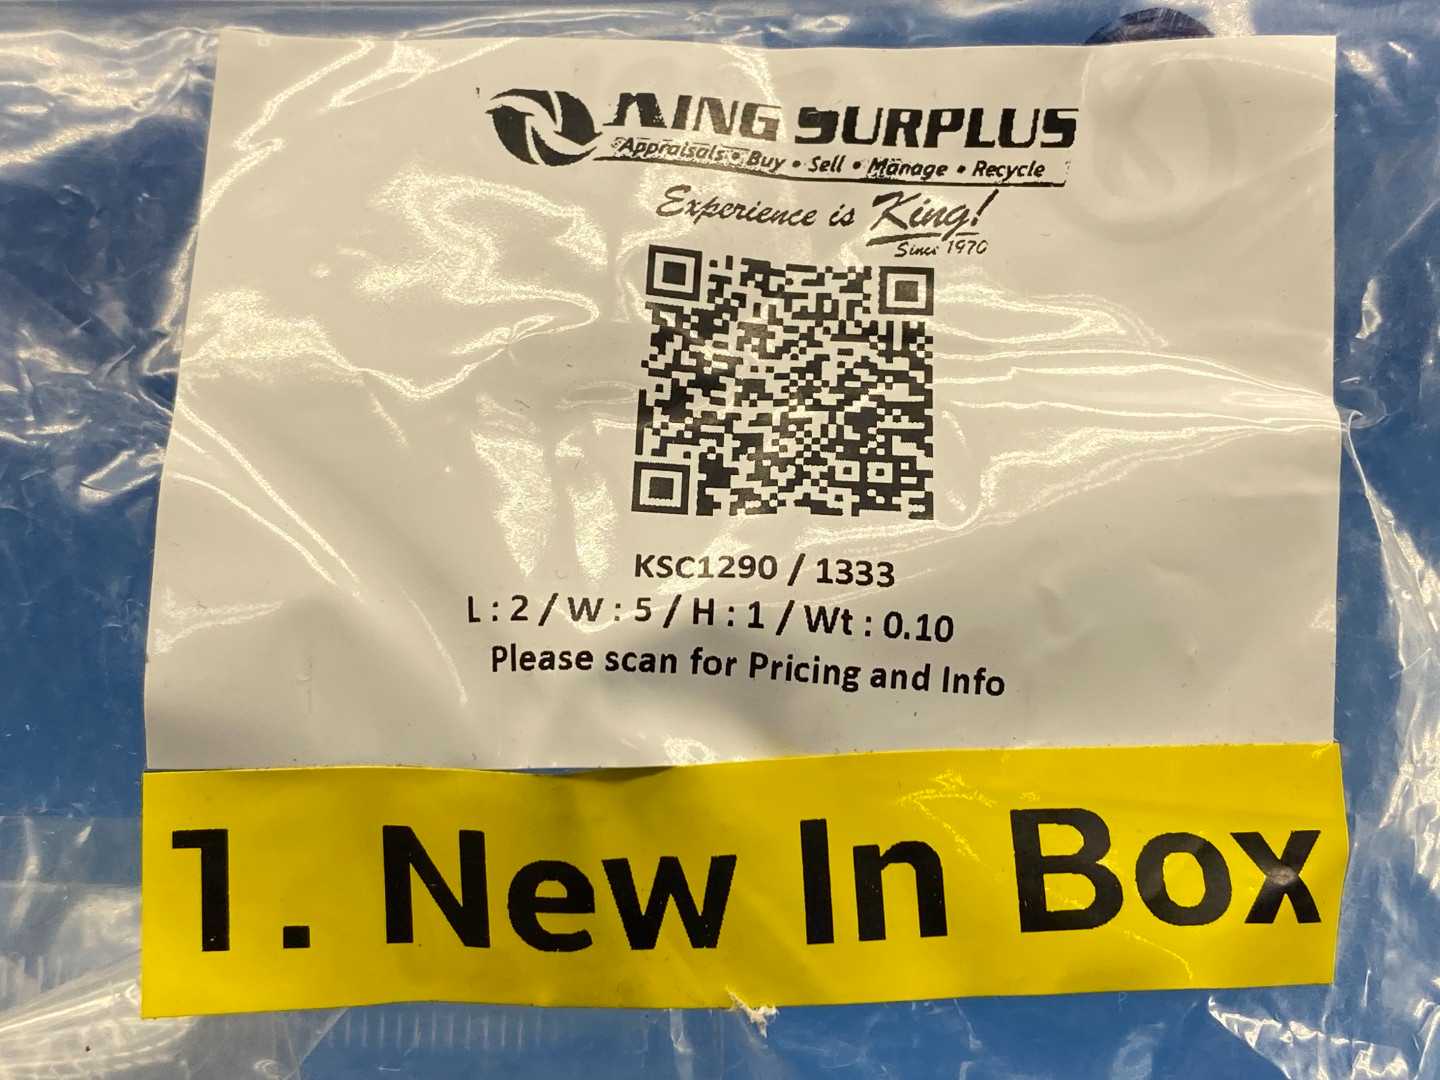 KING SURPLUS
Appraisals • Buy • Sell • Manage • Recycle
Experience is King!
Since 1970
KSC1290 / 1333
L : 2 / W : 5 / H : 1 / Wt : 0.10
Please scan for Pricing and Info
1. New In Box